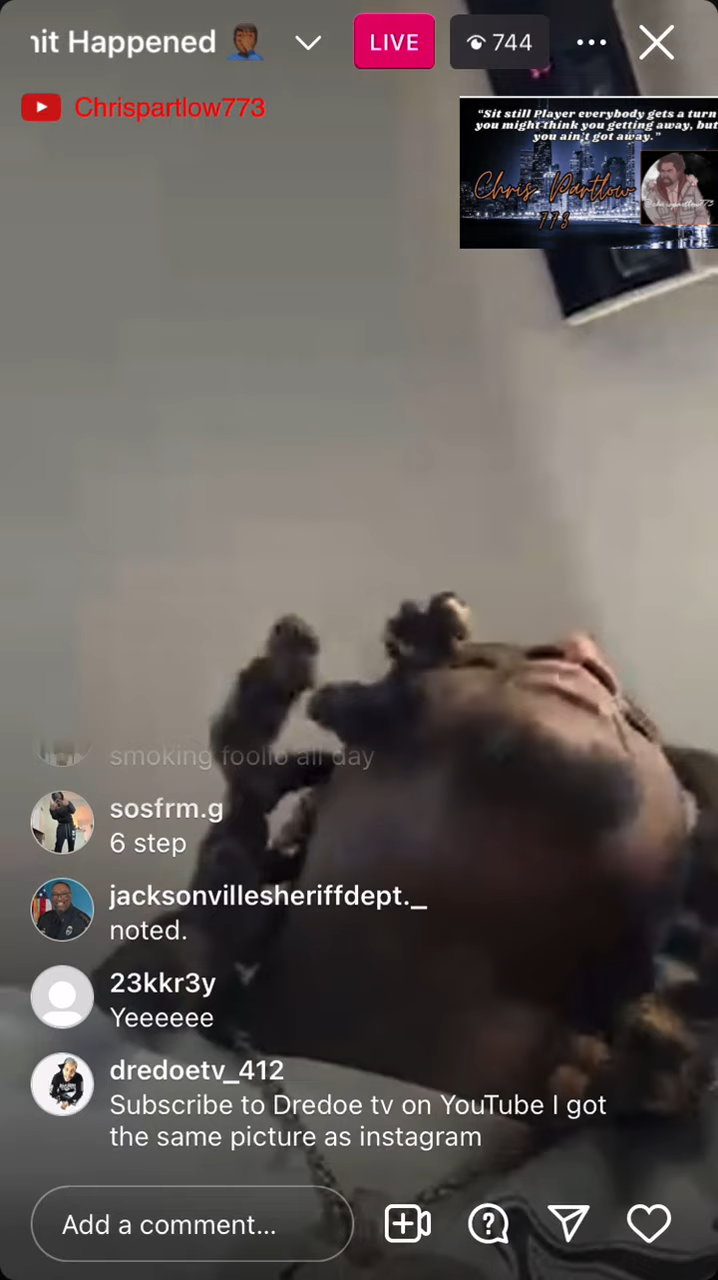 nit Happened
LIVE
744
Chrispartlow773
"Sit still Player everybody gets a turn
you might think you getting away, but
you ain't got away."
Chris Partlow
773
@chrispartlow773
smoking foolio all day
sosfrm.g
6 step
jacksonvillesheriffdept._
noted.
23kkr3y
Yeeeeee
dredoetv_412
Subscribe to Dredoe tv on YouTube I got
the same picture as instagram
Add a comment...